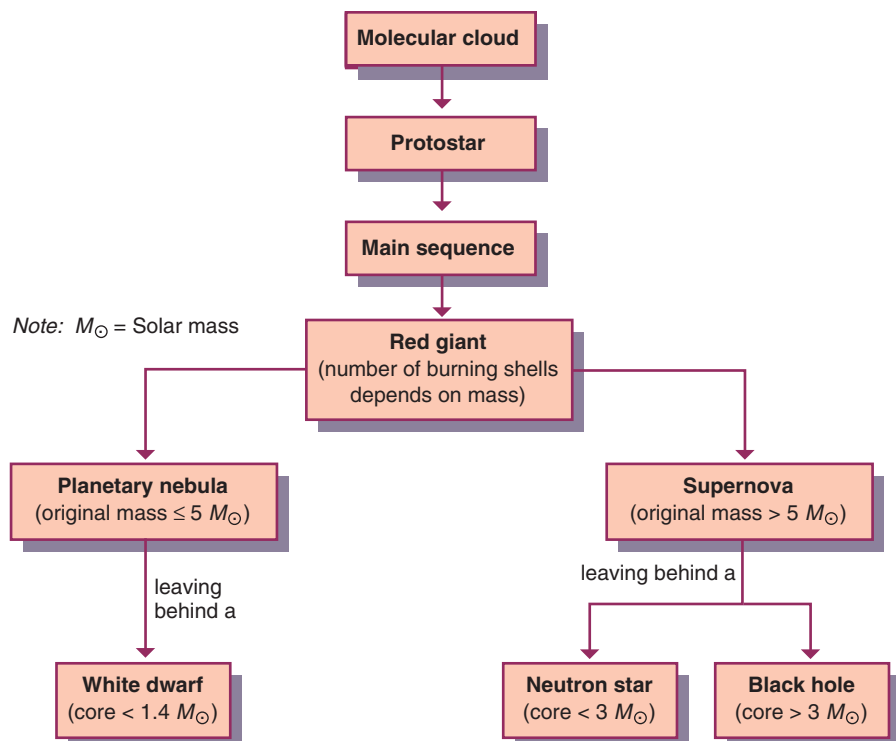 Molecular cloud
Protostar
Main sequence
Note: M☉ = Solar mass
Red giant
(number of burning shells
depends on mass)
Planetary nebula
(original mass ≤ 5 M☉)
Supernova
(original mass > 5 M☉)
leaving
behind a
leaving behind a
White dwarf
(core < 1.4 M☉)
Neutron star
(core < 3 M☉)
Black hole
(core > 3 M☉)